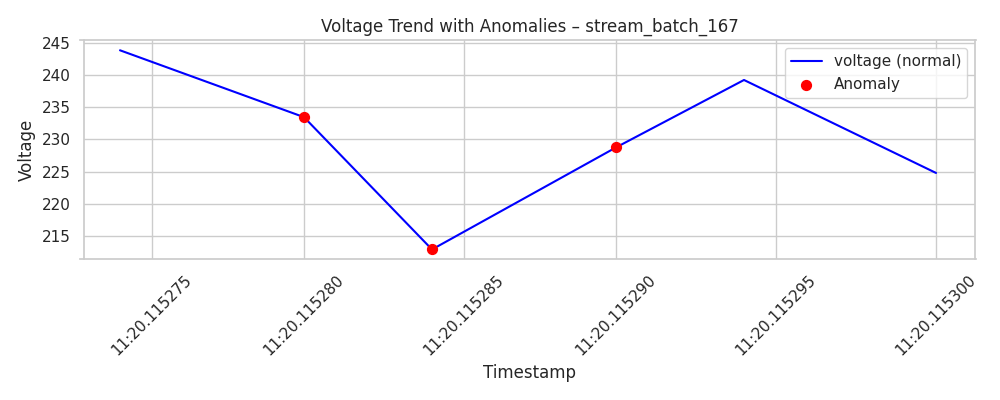 Voltage Trend with Anomalies – stream_batch_167
voltage (normal)
Anomaly
Voltage
245
240
235
230
225
220
215
11:20.115275
11:20.115280
11:20.115285
11:20.115290
11:20.115295
11:20.115300
Timestamp